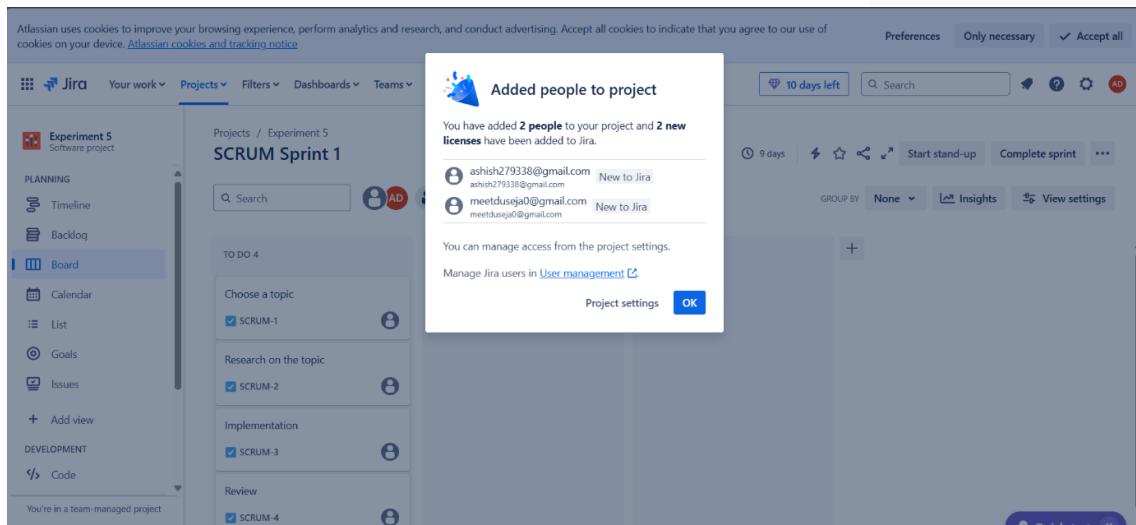 Atlassian uses cookies to improve your browsing experience, perform analytics and research, and conduct advertising. Accept all cookies to indicate that you agree to our use of
cookies on your device. Atlassian cookies and tracking notice
Preferences
Only necessary
Accept all
Jira
Your work
Projects
Filters
Dashboards
Teams
10 days left
Search
AD
Experiment 5
Software project
PLANNING
Timeline
Backlog
Board
Calendar
List
Goals
Issues
Add view
DEVELOPMENT
Code
You're in a team-managed project
Projects / Experiment 5
SCRUM Sprint 1
9 days
Start stand-up
Complete sprint
Search
AD
GROUP BY
None
Insights
View settings
TO DO 4
Choose a topic
SCRUM-1
Research on the topic
SCRUM-2
Implementation
SCRUM-3
Review
SCRUM-4
Added people to project
You have added 2 people to your project and 2 new
licenses have been added to Jira.
ashish279338@gmail.com New to Jira
ashish279338@gmail.com
meetduseja0@gmail.com New to Jira
meetduseja0@gmail.com
You can manage access from the project settings.
Manage Jira users in User management
Project settings
OK